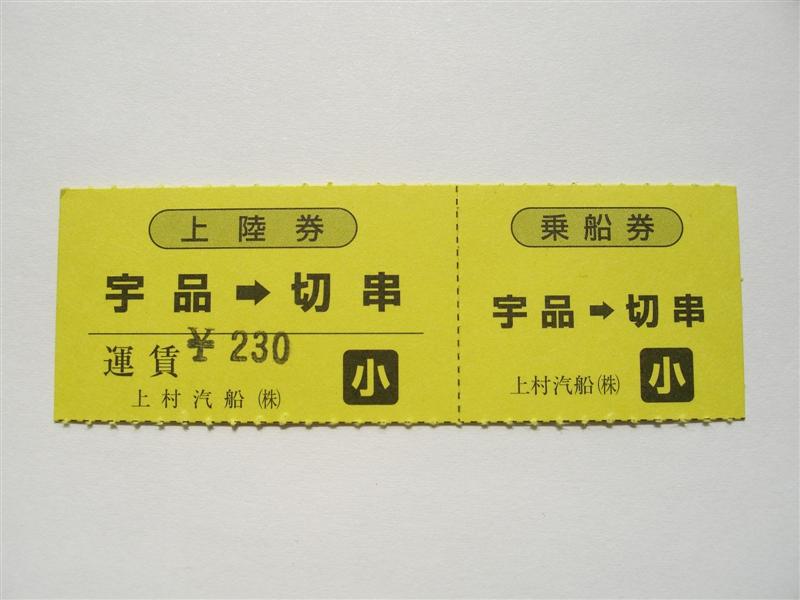 上陸券
宇品➡切串
運賃¥230
小
上村汽船㈱
乗船券
宇品➡切串
上村汽船㈱
小